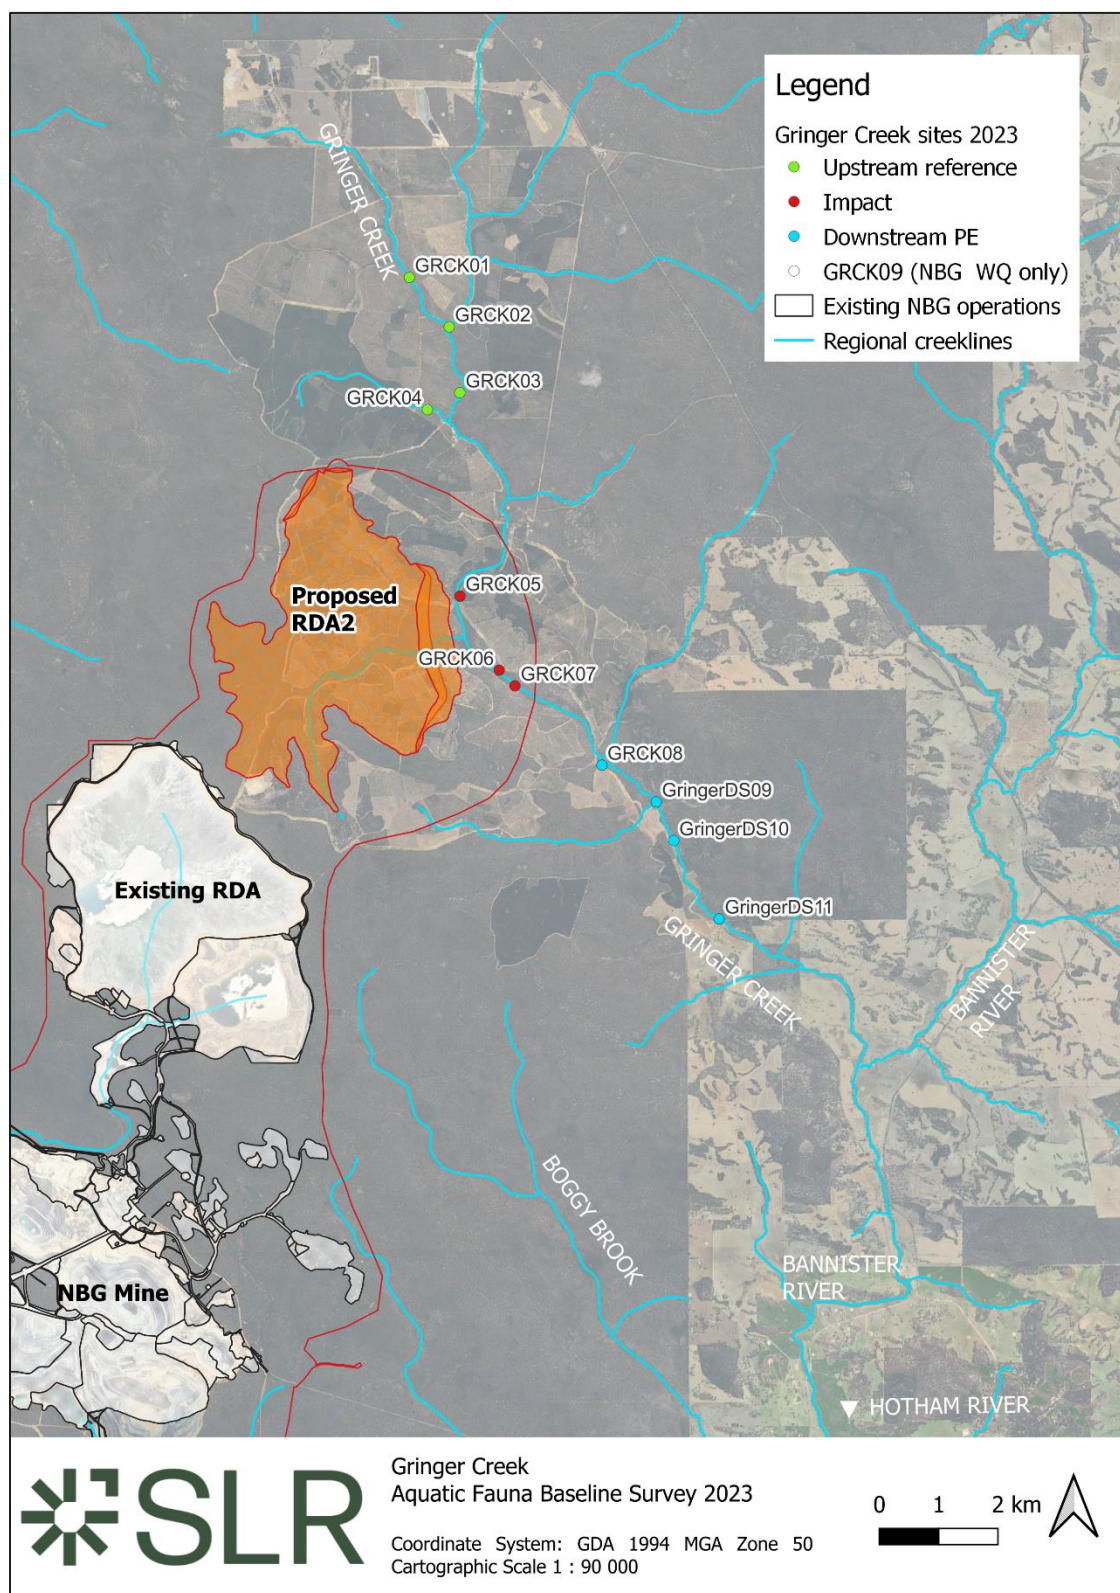 Legend
Gringer Creek sites 2023
Upstream reference
Impact
Downstream PE
GRCK09 (NBG WQ only)
Existing NBG operations
Regional creeklines
GRINGER CREEK
GRCK01
GRCK02
GRCK03
GRCK04
Proposed
RDA2
GRCK05
GRCK06
GRCK07
GRCK08
GringerDS09
GringerDS10
GringerDS11
Existing RDA
GRINGER CREEK
BANNISTER
RIVER
BOGGY BROOK
BANNISTER
RIVER
NBG Mine
HOTHAM RIVER
SLR
Gringer Creek
Aquatic Fauna Baseline Survey 2023
Coordinate System: GDA 1994 MGA Zone 50
Cartographic Scale 1 : 90 000
0 1 2 km